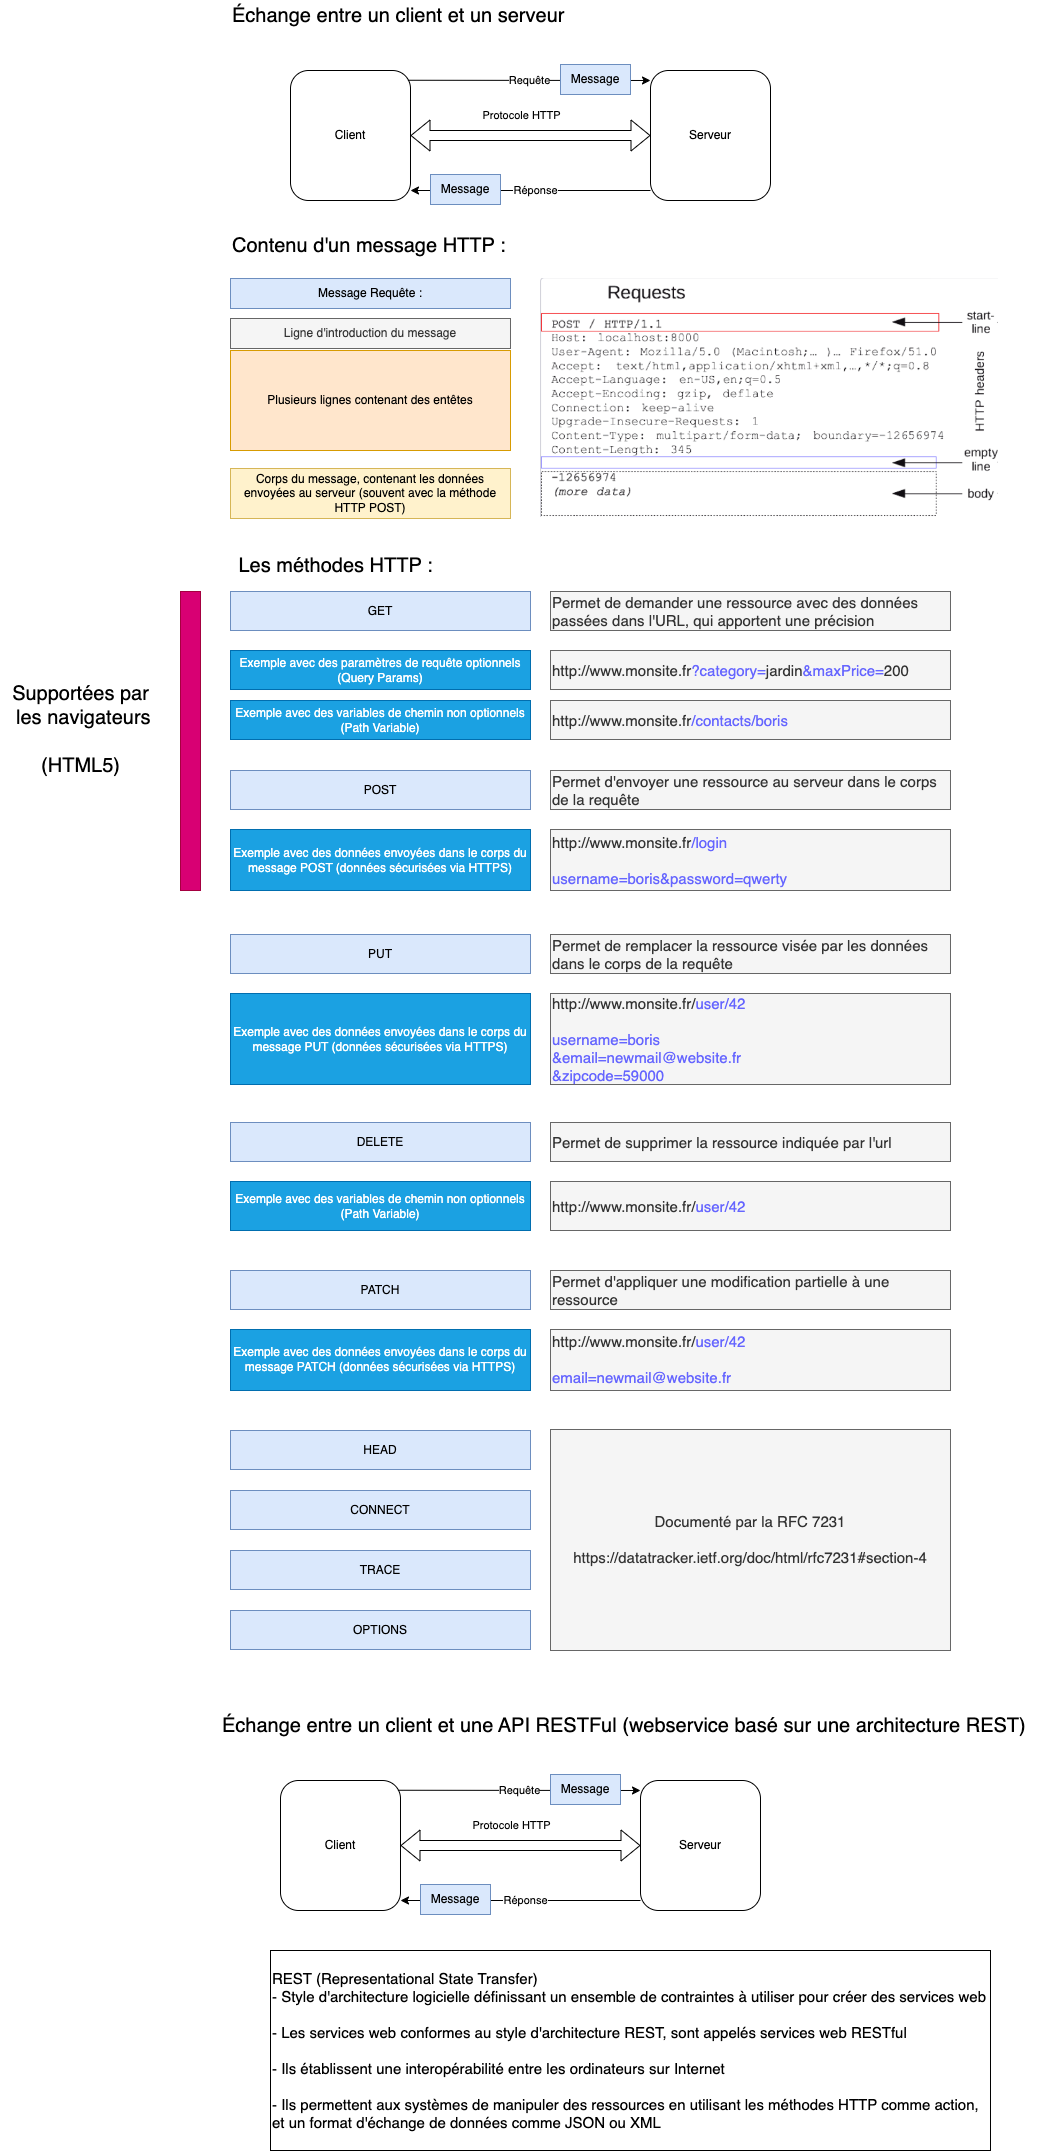 Échange entre un client et un serveur
Requête
Message
Protocole HTTP
Client
Serveur
Message
Réponse
Contenu d'un message HTTP :
Message Requête :
Ligne d'introduction du message
Plusieurs lignes contenant des entêtes
Corps du message, contenant les données
envoyées au serveur (souvent avec la méthode
HTTP POST)
Requests
POST / HTTP/1.1
Host: localhost:8000
User-Agent: Mozilla/5.0 (Macintosh;… )… Firefox/51.0
Accept: text/html,application/xhtml+xml,…,*/*;q=0.8
Accept-Language: en-US,en;q=0.5
Accept-Encoding: gzip, deflate
Connection: keep-alive
Upgrade-Insecure-Requests: 1
Content-Type: multipart/form-data; boundary=-12656974
Content-Length: 345
-12656974
(more data)
start-
line
HTTP headers
empty
line
body
Les méthodes HTTP :
Supportées par
les navigateurs
(HTML5)
GET
Permet de demander une ressource avec des données
passées dans l'URL, qui apportent une précision
Exemple avec des paramètres de requête optionnels
(Query Params)
http://www.monsite.fr?category=jardin&maxPrice=200
Exemple avec des variables de chemin non optionnels
(Path Variable)
http://www.monsite.fr/contacts/boris
POST
Permet d'envoyer une ressource au serveur dans le corps
de la requête
Exemple avec des données envoyées dans le corps du
message POST (données sécurisées via HTTPS)
http://www.monsite.fr/login
username=boris&password=qwerty
PUT
Permet de remplacer la ressource visée par les données
dans le corps de la requête
Exemple avec des données envoyées dans le corps du
message PUT (données sécurisées via HTTPS)
http://www.monsite.fr/user/42
username=boris
&email=newmail@website.fr
&zipcode=59000
DELETE
Permet de supprimer la ressource indiquée par l'url
Exemple avec des variables de chemin non optionnels
(Path Variable)
http://www.monsite.fr/user/42
PATCH
Permet d'appliquer une modification partielle à une
ressource
Exemple avec des données envoyées dans le corps du
message PATCH (données sécurisées via HTTPS)
http://www.monsite.fr/user/42
email=newmail@website.fr
HEAD
CONNECT
TRACE
OPTIONS
Documenté par la RFC 7231
https://datatracker.ietf.org/doc/html/rfc7231#section-4
Échange entre un client et une API RESTFul (webservice basé sur une architecture REST)
Requête
Message
Protocole HTTP
Client
Serveur
Message
Réponse
REST (Representational State Transfer)
- Style d'architecture logicielle définissant un ensemble de contraintes à utiliser pour créer des services web
- Les services web conformes au style d'architecture REST, sont appelés services web RESTful
- Ils établissent une interopérabilité entre les ordinateurs sur Internet
- Ils permettent aux systèmes de manipuler des ressources en utilisant les méthodes HTTP comme action,
et un format d'échange de données comme JSON ou XML